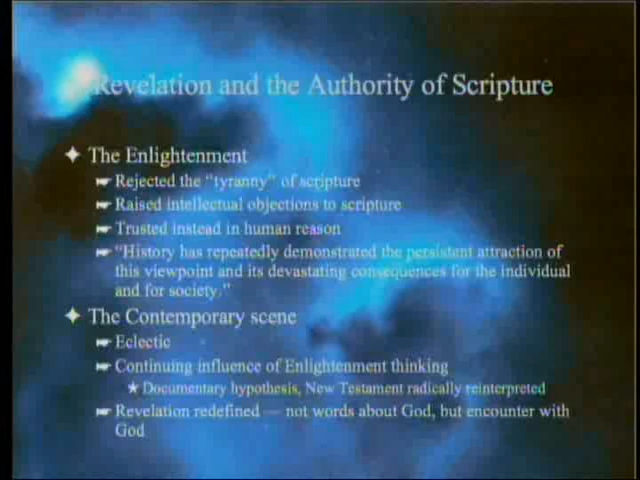 Revelation and the Authority of Scripture
The Enlightenment
Rejected the “tyranny” of scripture
Raised intellectual objections to scripture
Trusted instead in human reason
“History has repeatedly demonstrated the persistent attraction of
this viewpoint and its devastating consequences for the individual
and for society.”
The Contemporary scene
Eclectic
Continuing influence of Enlightenment thinking
Documentary hypothesis, New Testament radically reinterpreted
Revelation redefined — not words about God, but encounter with
God